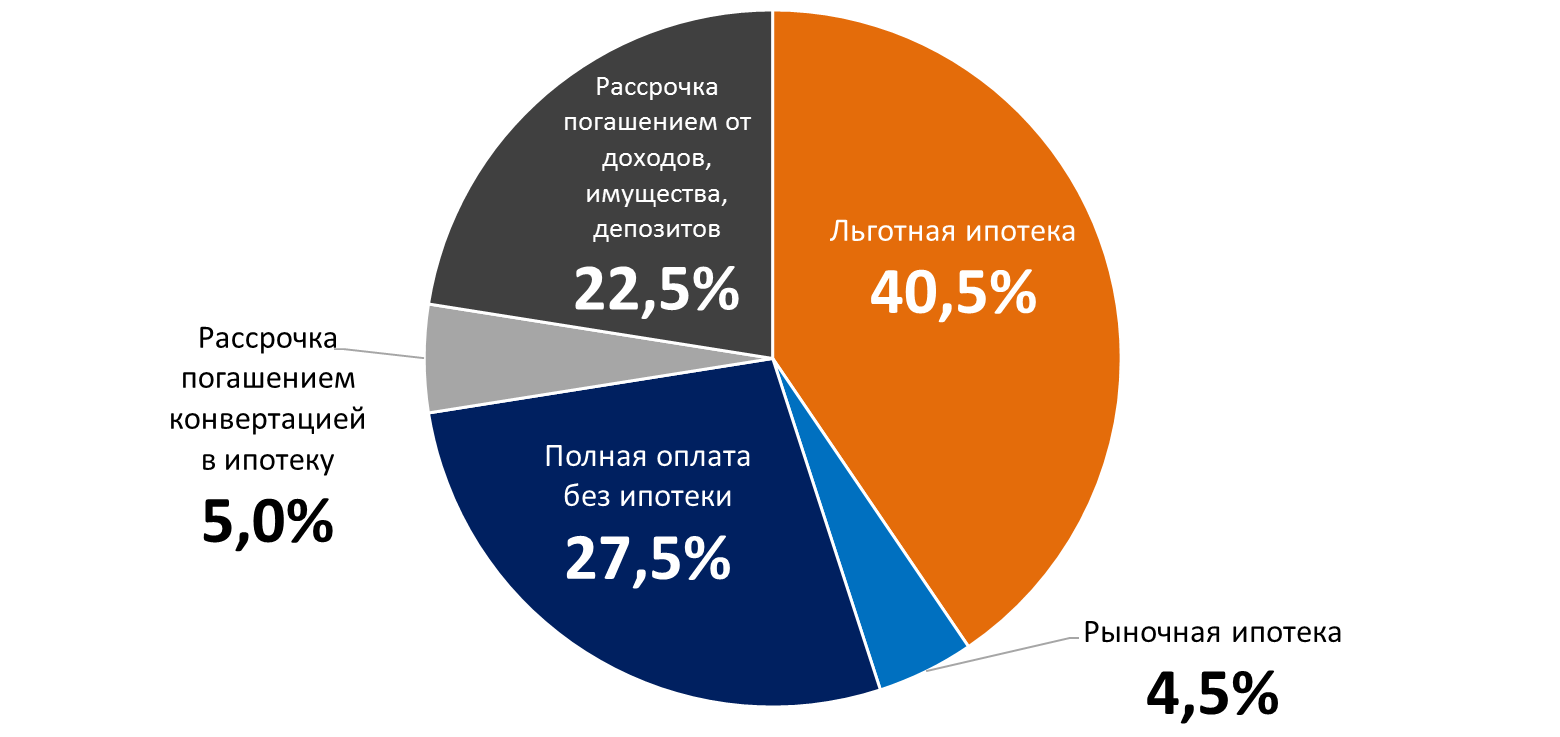 Рассрочка
погашением от
доходов,
имущества,
депозитов
22,5%
Льготная ипотека
40,5%
Рассрочка
погашением
конвертацией
в ипотеку
5,0%
Полная оплата
без ипотеки
27,5%
Рыночная ипотека
4,5%